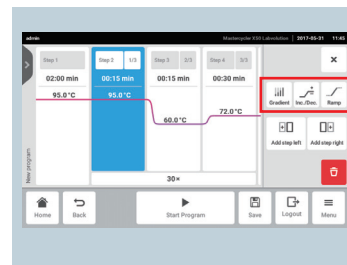 admin
Mastercycler X50 Labvolution 2017-05-31 11:45
Step 1
Step 2 1/3
Step 3 2/3
Step 4 3/3
02:00 min
00:15 min
00:15 min
00:30 min
95.0°C
95.0°C
60.0°C
72.0°C
Gradient
Inc./Dec.
Ramp
Add step left
Add step right
New program
30×
Home
Back
Start Program
Save
Logout
Menu